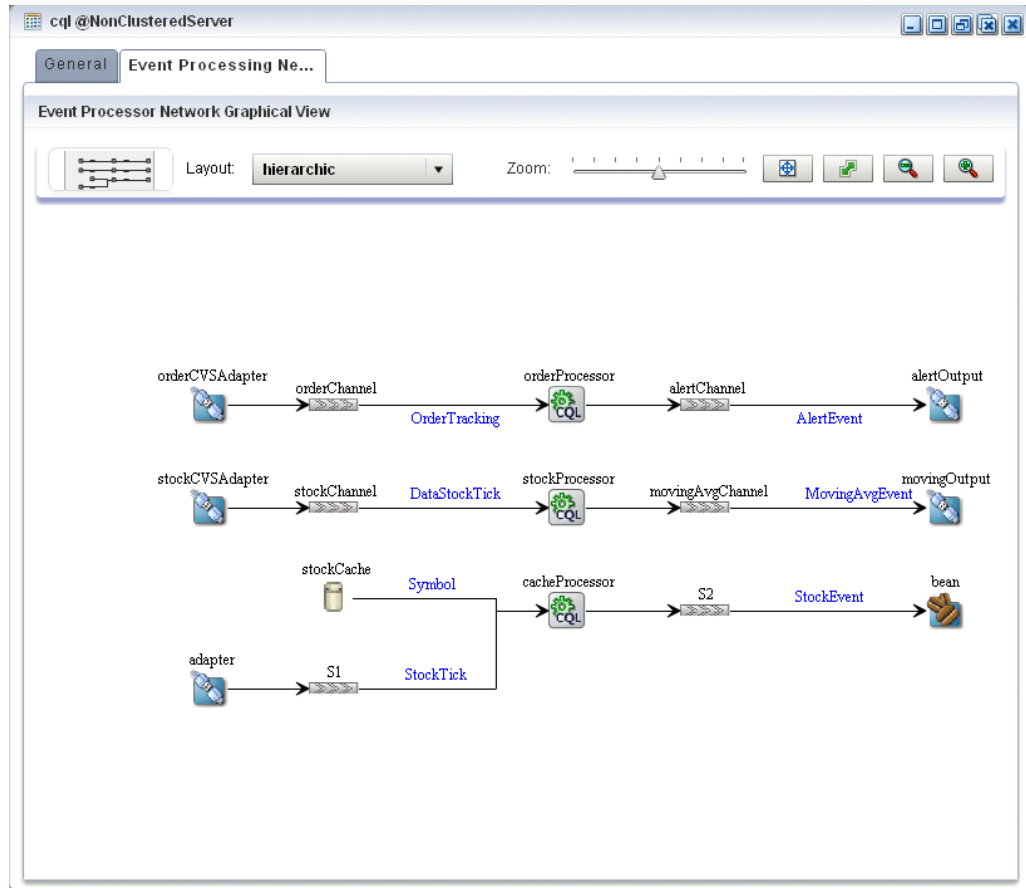 cql @NonClusteredServer
General
Event Processing Ne...
Event Processor Network Graphical View
Layout: hierarchic Zoom:
orderCVSAdapter orderChannel OrderTracking orderProcessor alertChannel AlertEvent alertOutput
CQL
stockCVSAdapter stockChannel DataStockTick stockProcessor movingAvgChannel MovingAvgEvent movingOutput
CQL
stockCache Symbol cacheProcessor S2 StockEvent bean
CQL
adapter S1 StockTick